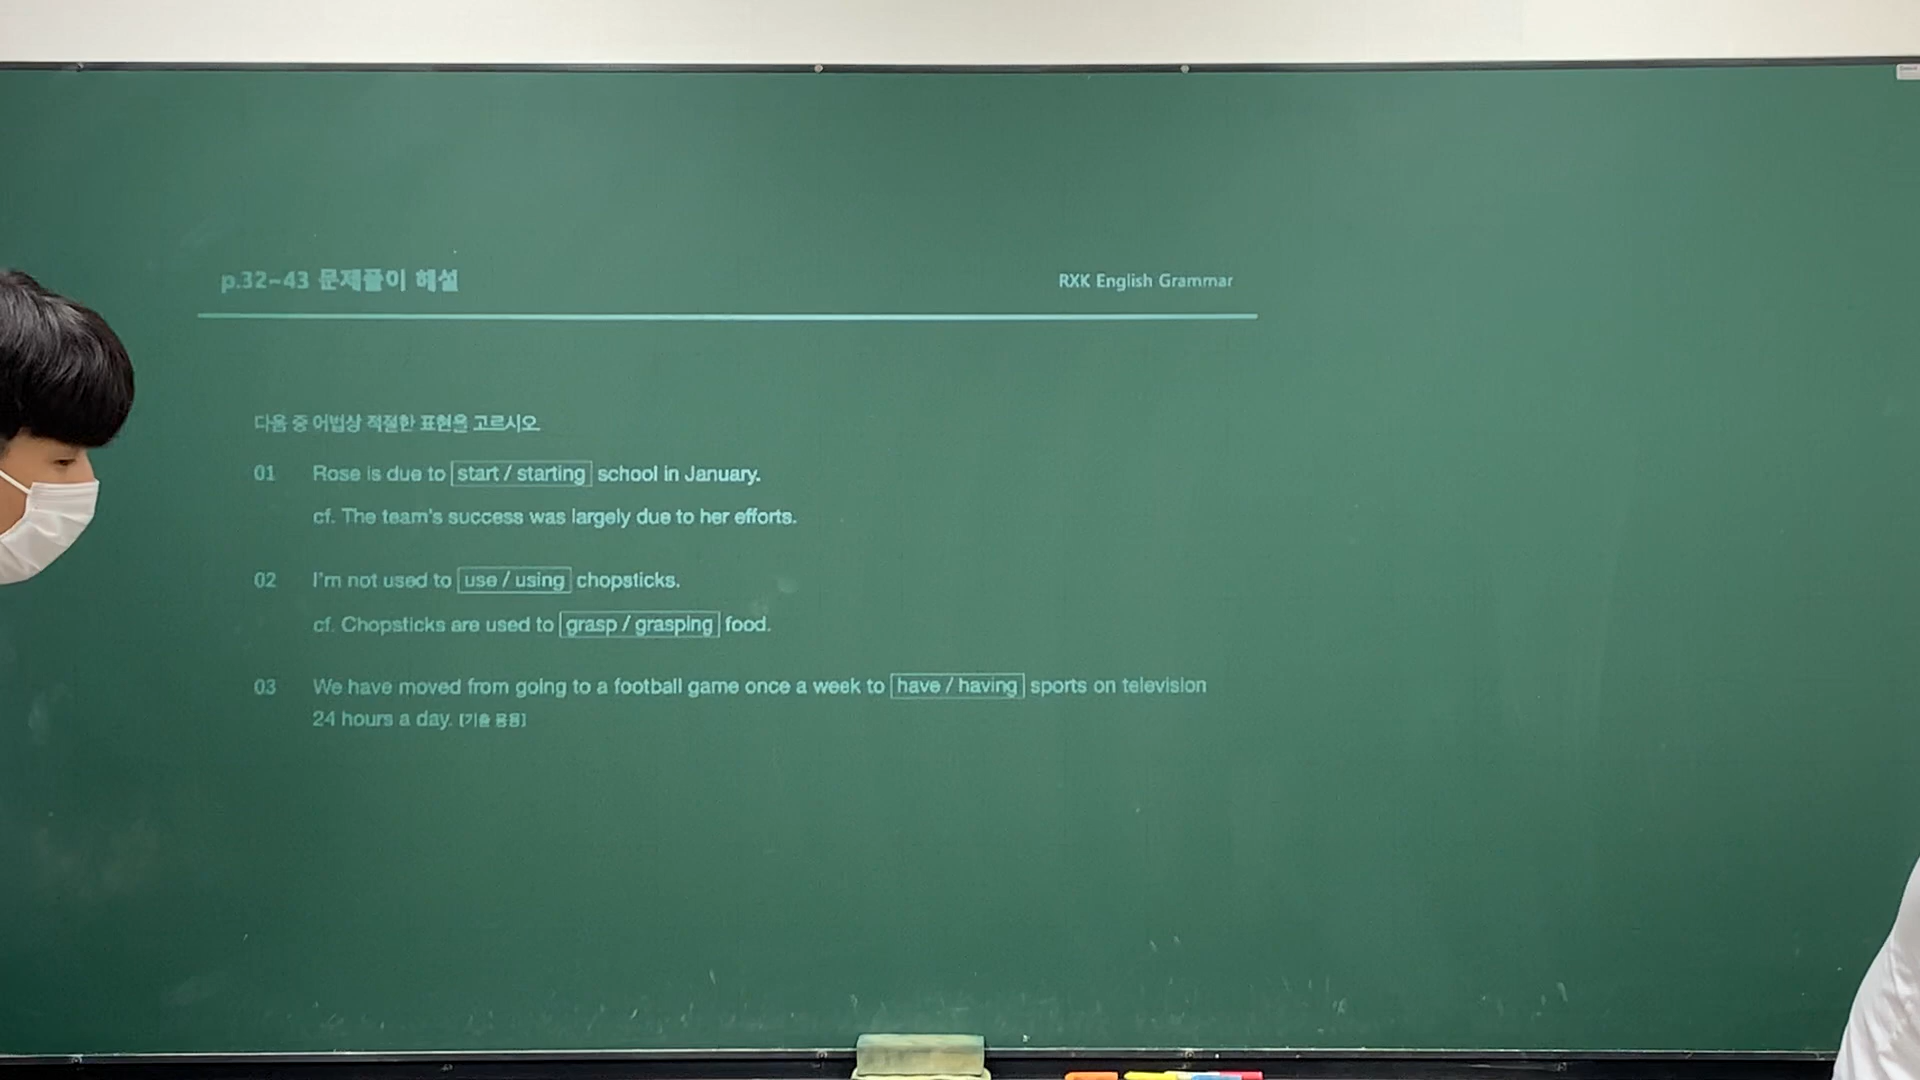 p.32~43 문제풀이 해설
RXK English Grammar
다음 중 어법상 적절한 표현을 고르시오.
01 Rose is due to start / starting school in January.
cf. The team's success was largely due to her efforts.
02 I'm not used to use / using chopsticks.
cf. Chopsticks are used to grasp / grasping food.
03 We have moved from going to a football game once a week to have / having sports on television
24 hours a day. [기출 응용]